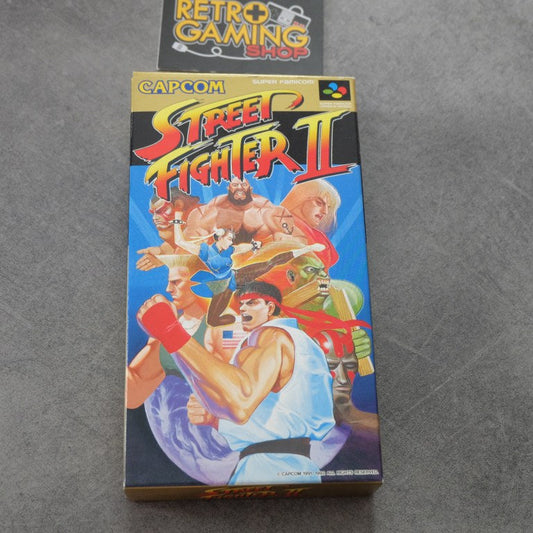 RETRO
GAMING
SHOP
CAPCOM
SUPER FAMICOM
STREET
FIGHTER II
© CAPCOM 1991, 1992 ALL RIGHTS RESERVED.
STREET
FIGHTER II